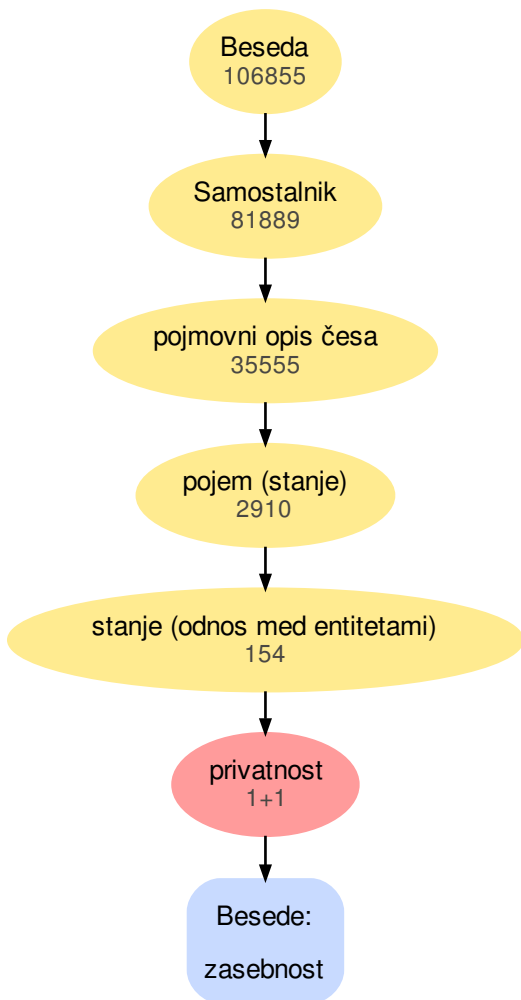 Beseda
106855
Samostalnik
81889
pojmovni opis česa
35555
pojem (stanje)
2910
stanje (odnos med entitetami)
154
privatnost
1+1
Besede:
zasebnost